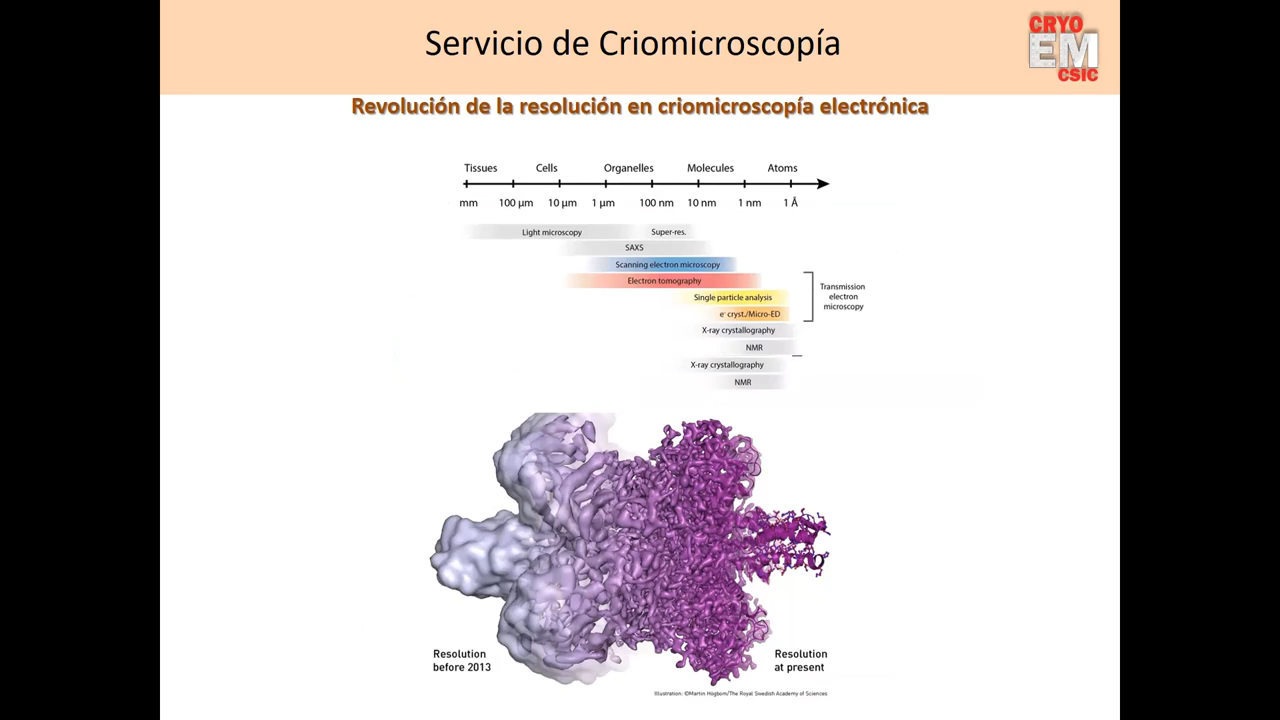 Servicio de Criomicroscopía
CRYO
EM
CSIC
Revolución de la resolución en criomicroscopía electrónica
Tissues Cells Organelles Molecules Atoms
mm 100 µm 10 µm 1 µm 100 nm 10 nm 1 nm 1 Å
Light microscopy Super-res.
SAXS
Scanning electron microscopy
Electron tomography
Single particle analysis
e- cryst./Micro-ED
Transmission
electron
microscopy
X-ray crystallography
NMR
X-ray crystallography
NMR
Resolution
before 2013
Resolution
at present
Illustration: ©Martin Högbom/The Royal Swedish Academy of Sciences